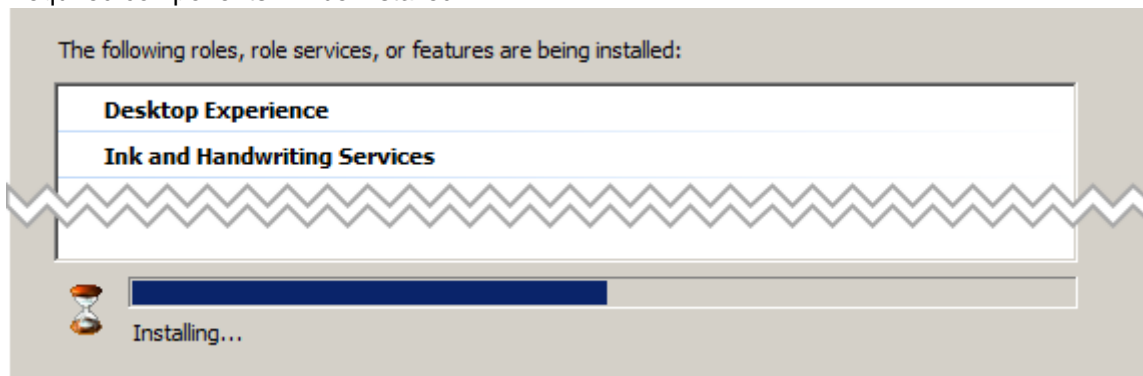 The following roles, role services, or features are being installed:
Desktop Experience
Ink and Handwriting Services
Installing...